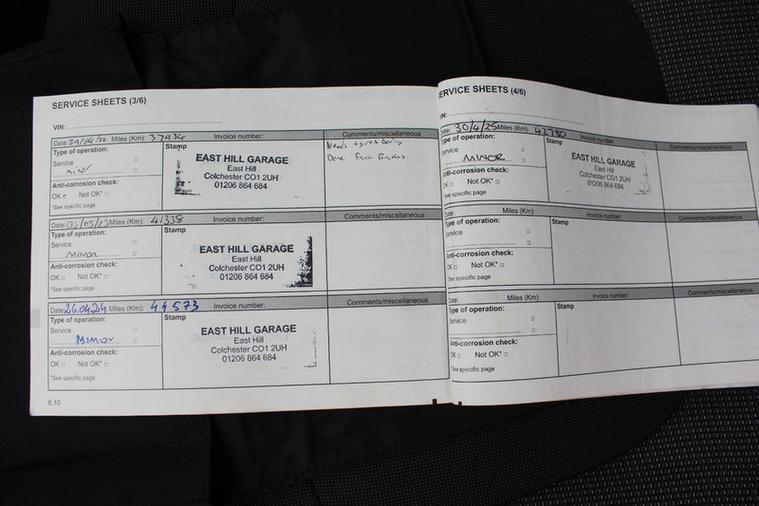 SERVICE SHEETS (3/6)
VIN:
Date: 29/04/22 Miles (Km): 37934 Invoice number: Comments/miscellaneous
Type of operation: Stamp
Service
Minor
EAST HILL GARAGE
East Hill
Colchester CO1 2UH
01206 864 684
Anti-corrosion check:
OK Not OK*
*See specific page
Date: 03/05/23 Miles (Km): 41338 Invoice number: Comments/miscellaneous
Type of operation: Stamp
Service
MINOR
EAST HILL GARAGE
East Hill
Colchester CO1 2UH
01206 864 684
Anti-corrosion check:
OK Not OK*
*See specific page
Date: 26.04.24 Miles (Km): 44573 Invoice number: Comments/miscellaneous
Type of operation: Stamp
Service
Minor
EAST HILL GARAGE
East Hill
Colchester CO1 2UH
01206 864 684
Anti-corrosion check:
OK Not OK*
*See specific page
6.10
SERVICE SHEETS (4/6)
VIN:
Date: 30/4/25 Miles (Km): Invoice number: Comments/miscellaneous
Type of operation: Stamp
Service
MINOR
EAST HILL GARAGE
East Hill
Colchester CO1 2UH
01206 864 684
Anti-corrosion check:
OK Not OK*
*See specific page
Date: Miles (Km): Invoice number: Comments/miscellaneous
Type of operation: Stamp
Service
Anti-corrosion check:
OK Not OK*
*See specific page
Date: Miles (Km): Invoice number: Comments/miscellaneous
Type of operation: Stamp
Service
Anti-corrosion check:
OK Not OK*
*See specific page